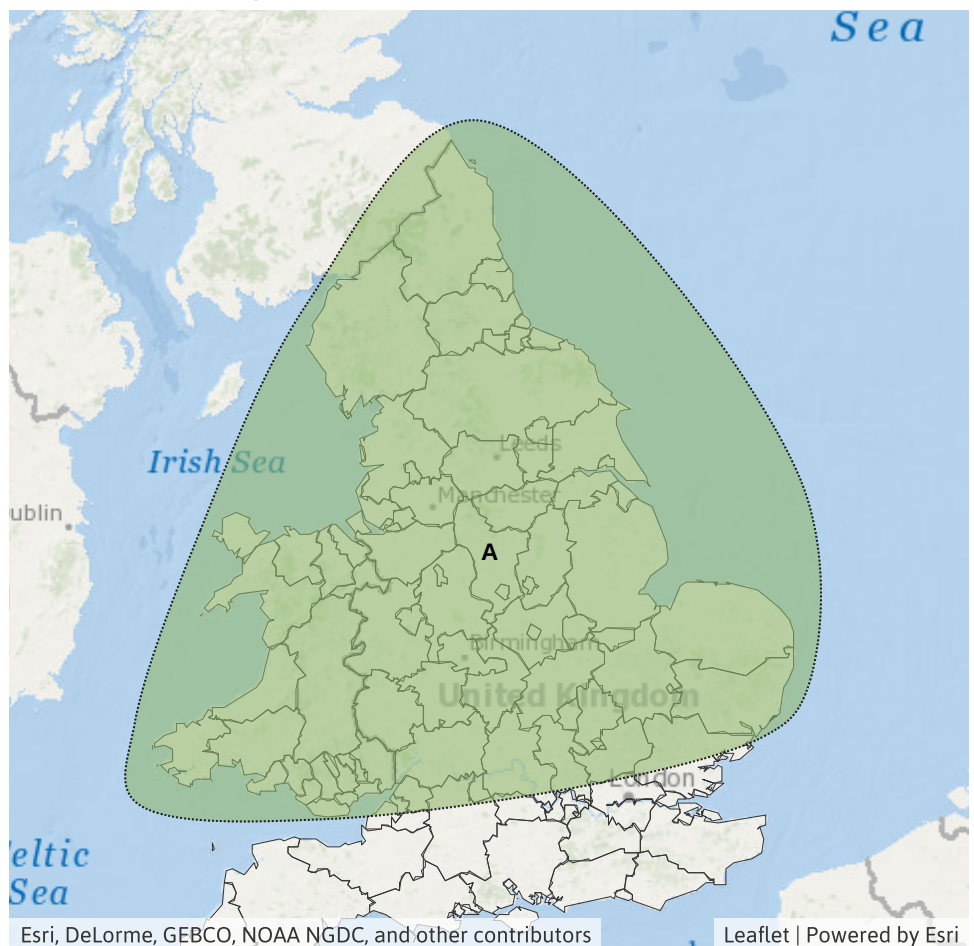 Sea
Leeds
Irish Sea
Manchester
ublin
A
Birmingham
United Kingdom
London
eltic
Sea
Esri, DeLorme, GEBCO, NOAA NGDC, and other contributors
Leaflet | Powered by Esri